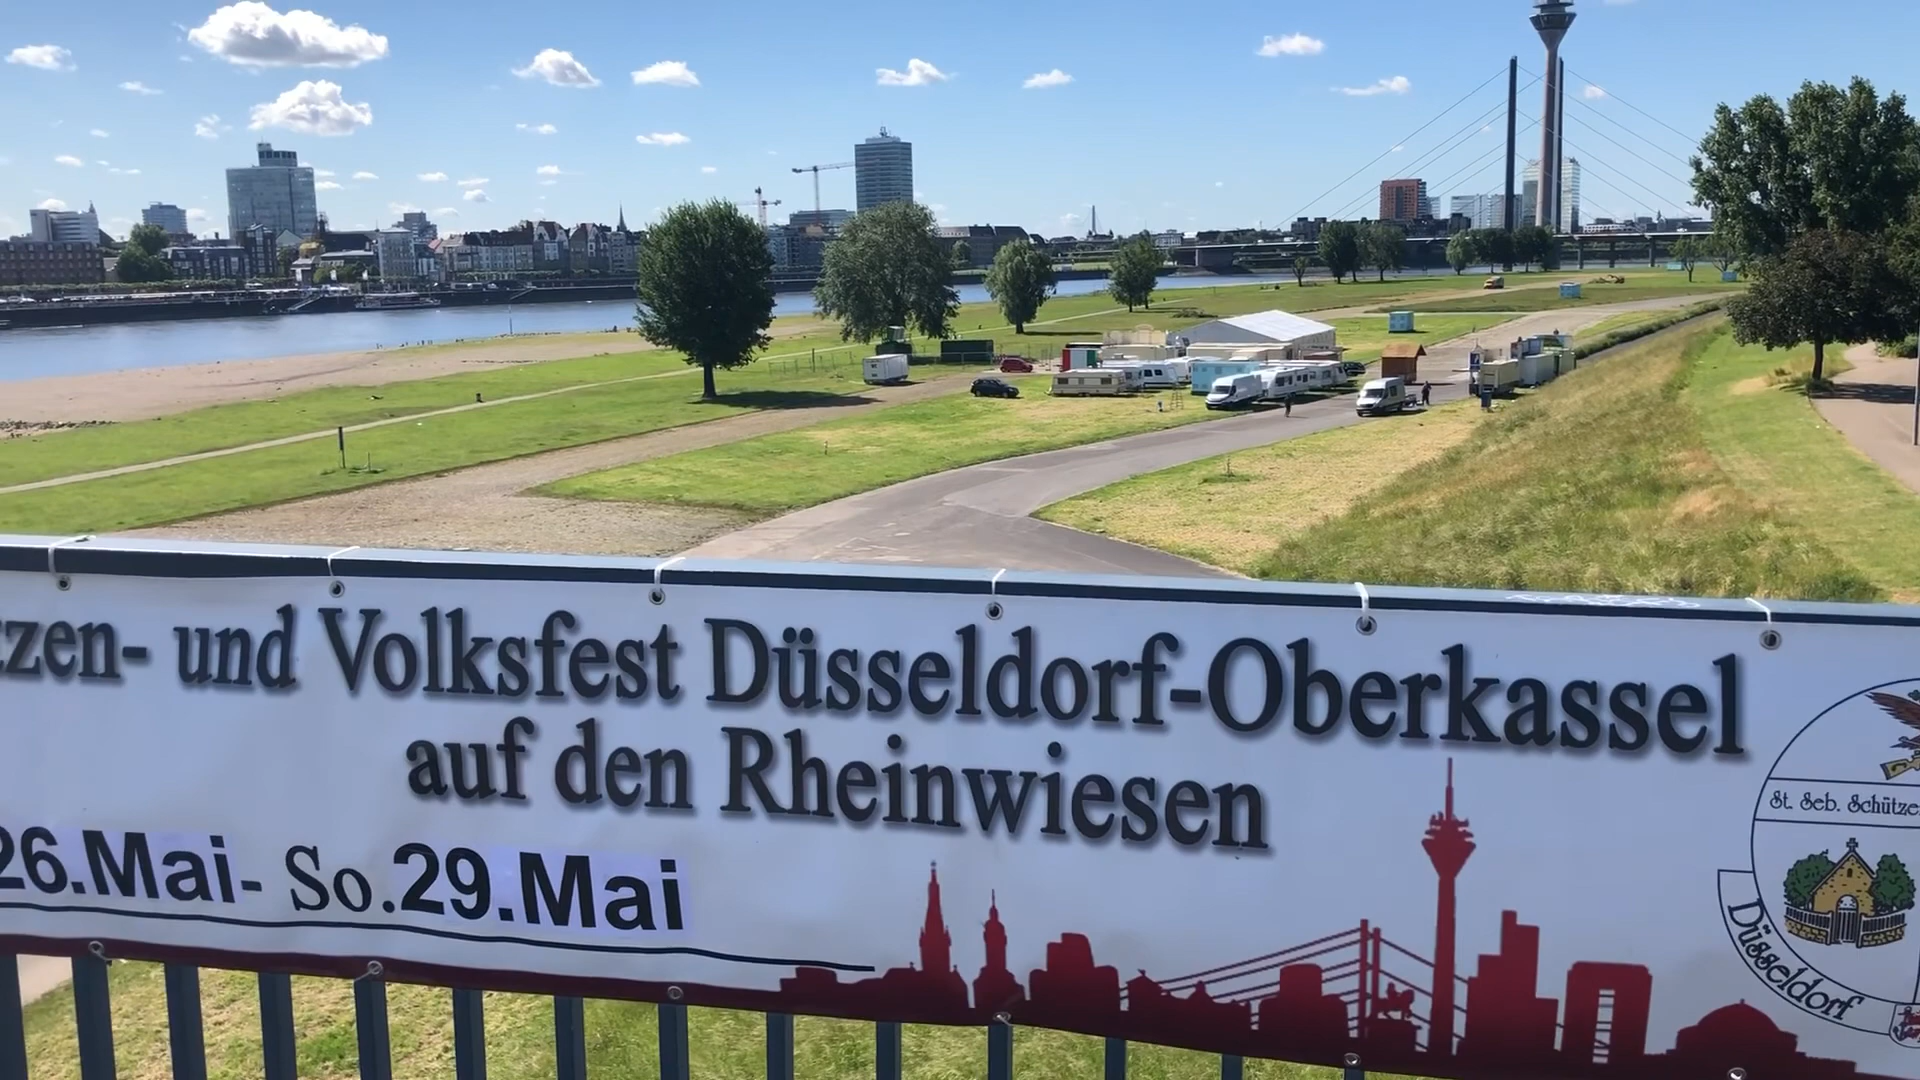 tzen- und Volksfest Düsseldorf-Oberkassel
auf den Rheinwiesen
26.Mai- So.29.Mai
St. Seb. Schütze
Düsseldorf